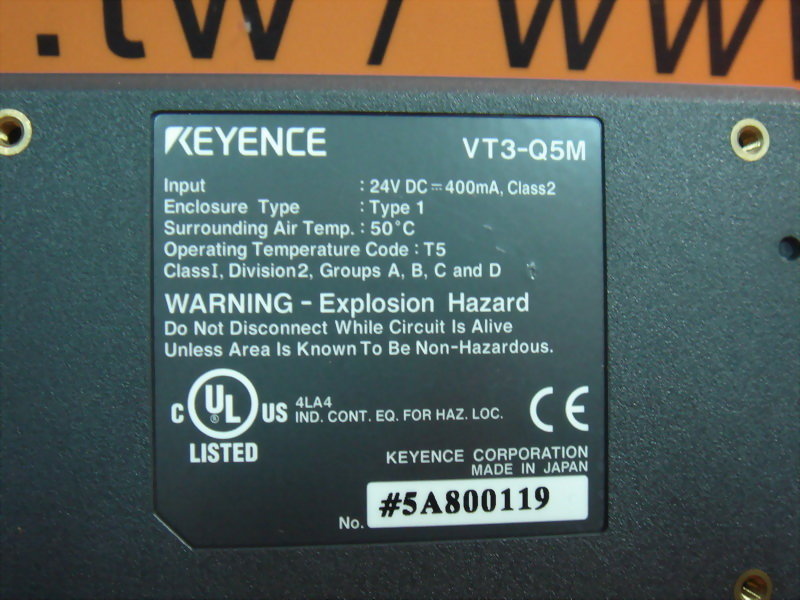 .tw / www
KEYENCE VT3-Q5M
Input : 24V DC⎓400mA, Class2
Enclosure Type : Type 1
Surrounding Air Temp. : 50°C
Operating Temperature Code : T5
ClassI, Division2, Groups A, B, C and D
WARNING - Explosion Hazard
Do Not Disconnect While Circuit Is Alive
Unless Area Is Known To Be Non-Hazardous.
C UL ® US LISTED
4LA4
IND. CONT. EQ. FOR HAZ. LOC.
CE
KEYENCE CORPORATION
MADE IN JAPAN
No. #5A800119